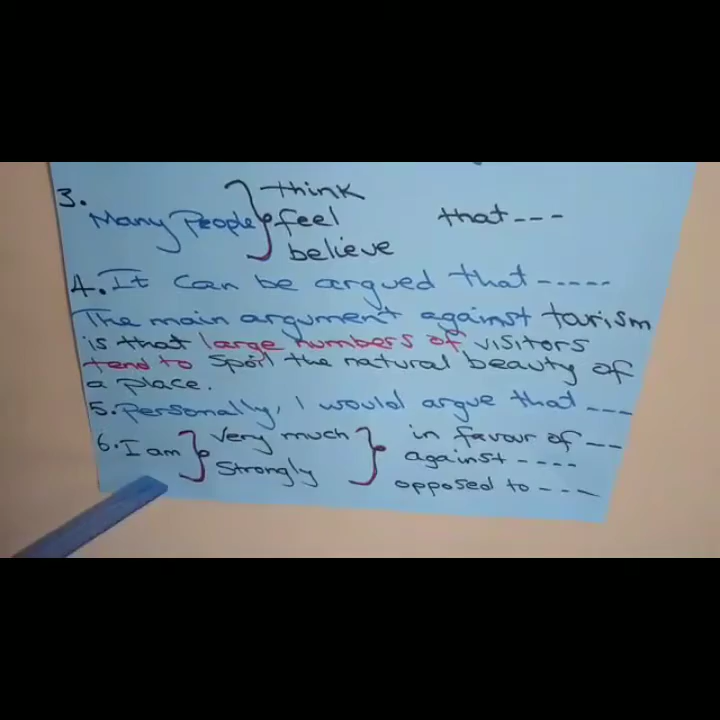 3.
Many People } think
feel
believe
that---
4. It can be argued that-----
The main argument against tourism
is that large numbers of visitors
tend to spoil the natural beauty of
a place.
5. Personally, I would argue that ---
6. I am } very much
strongly
} in favour of --
against ----
opposed to ---